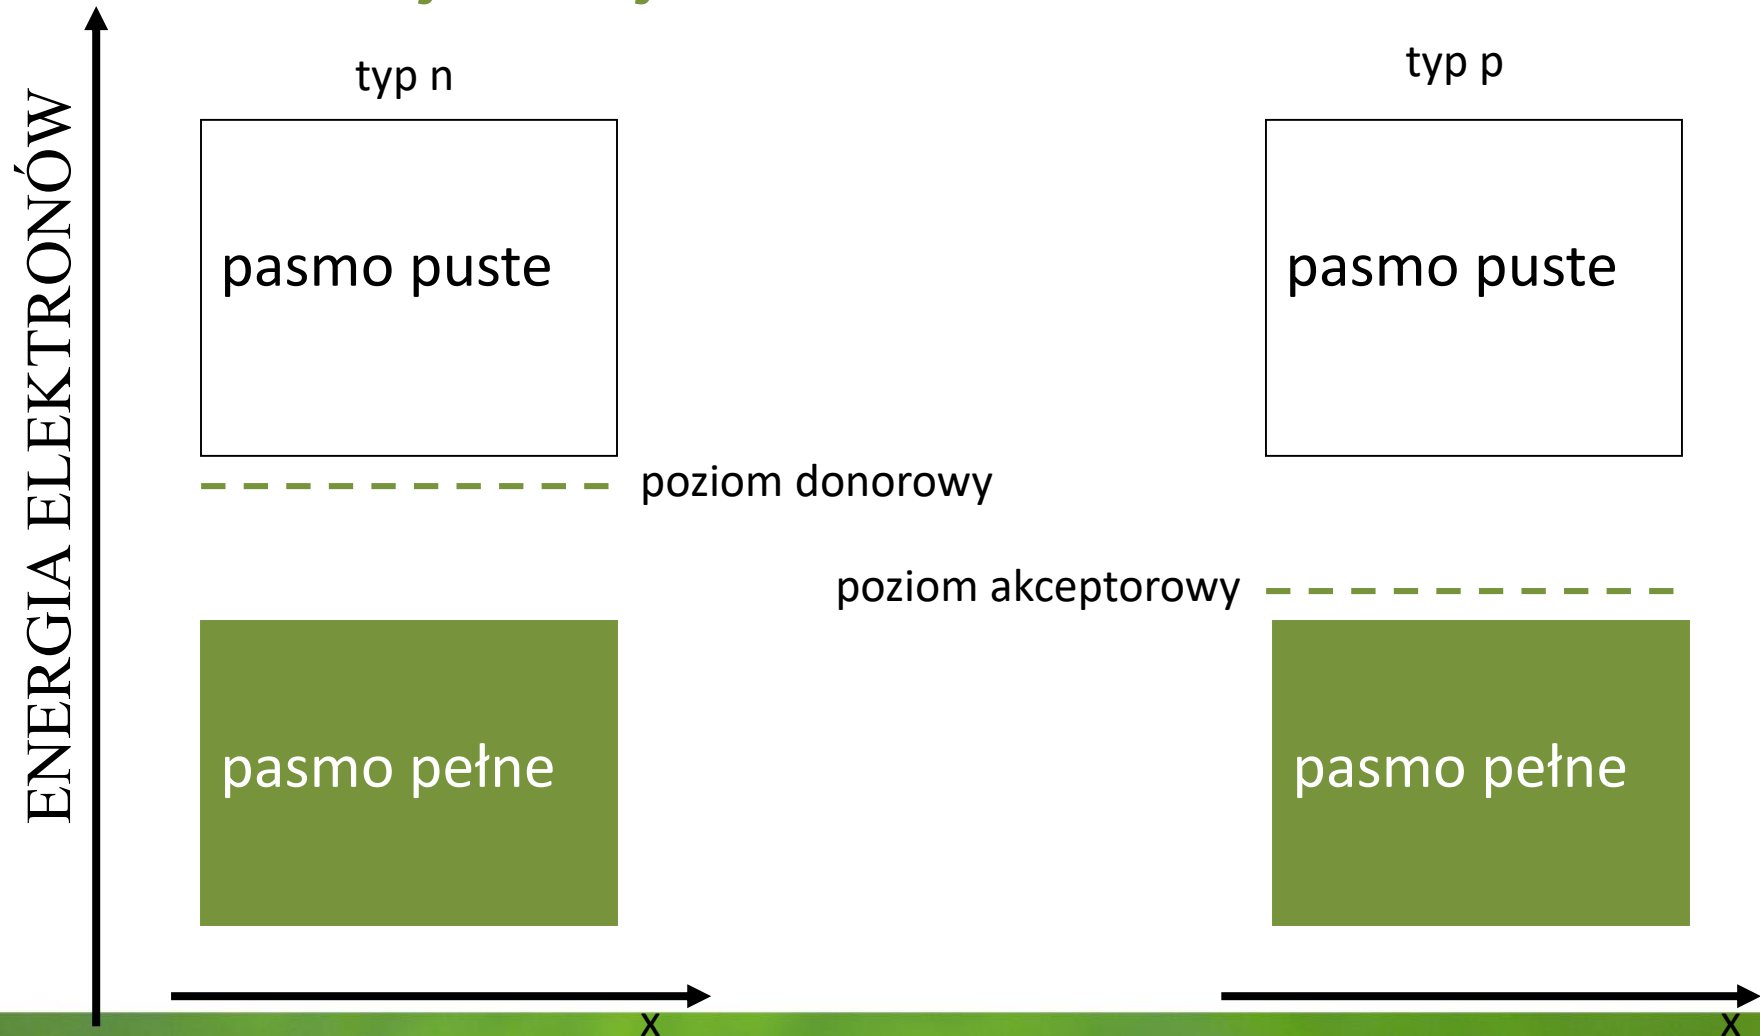 typ n
typ p
ENERGIA ELEKTRONÓW
pasmo puste
pasmo puste
poziom donorowy
poziom akceptorowy
pasmo pełne
pasmo pełne
x
x